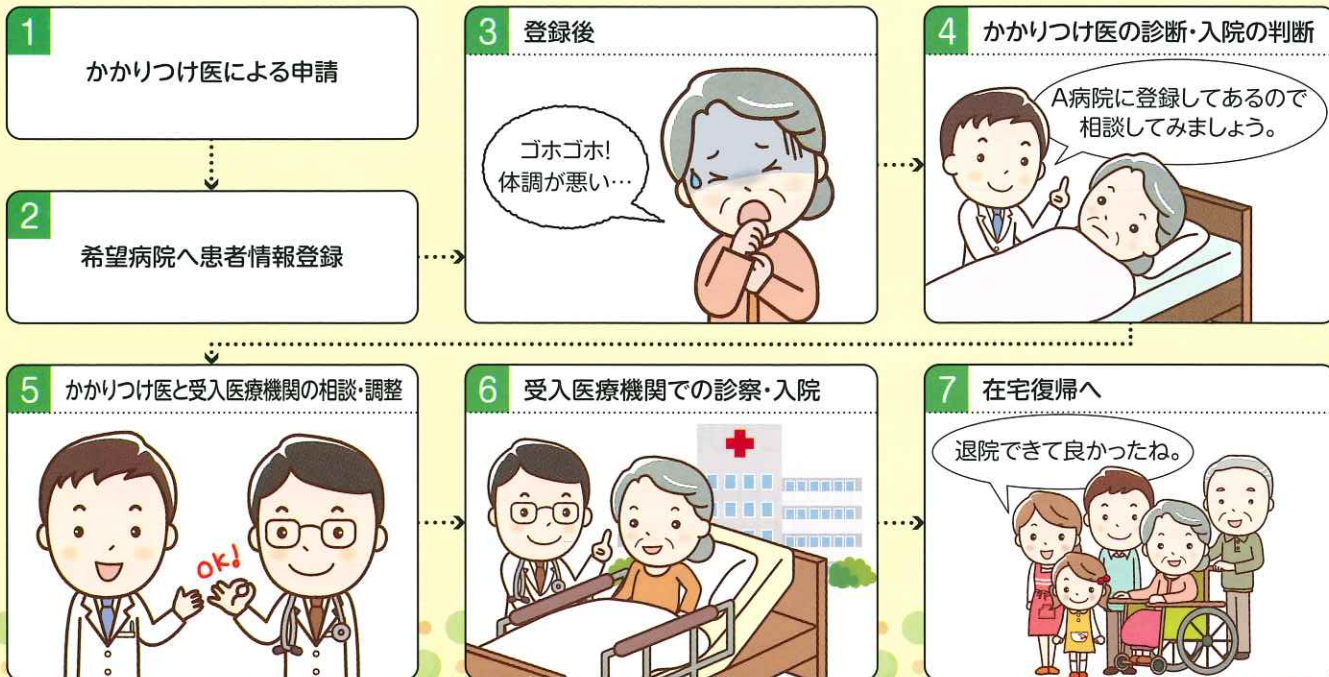 1
かかりつけ医による申請
2
希望病院へ患者情報登録
3 登録後
ゴホゴホ!
体調が悪い…
4 かかりつけ医の診断・入院の判断
A病院に登録してあるので
相談してみましょう。
5 かかりつけ医と受入医療機関の相談・調整
OK!
6 受入医療機関での診察・入院
7 在宅復帰へ
退院できて良かったね。